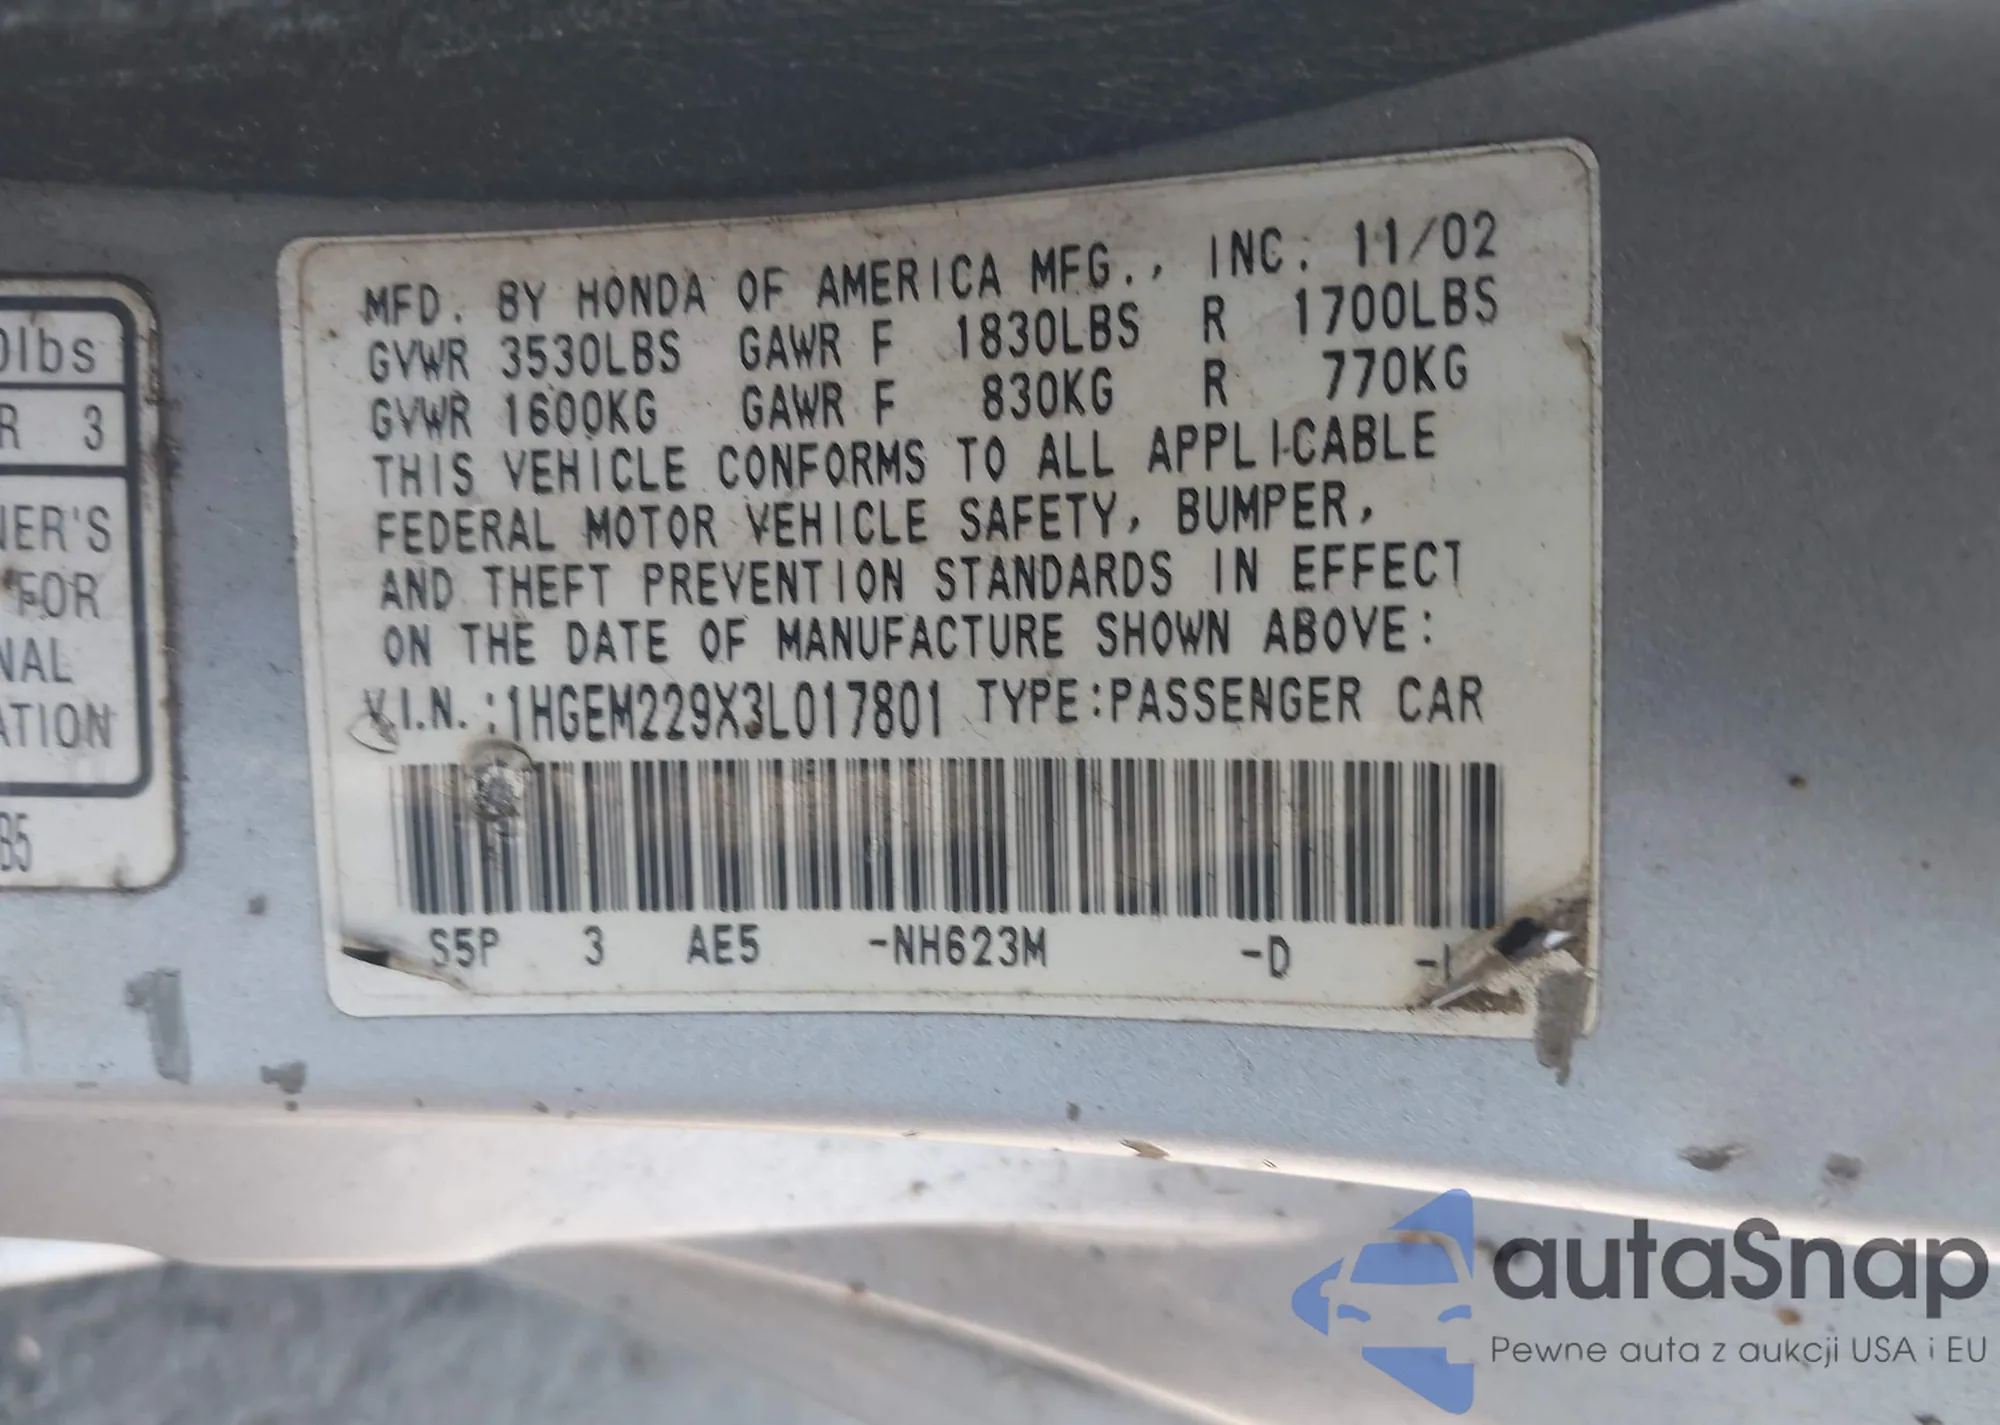 0lbs
R 3
NER'S
FOR
NAL
ATION
B5
MFD. BY HONDA OF AMERICA MFG., INC. 11/02
GVWR 3530LBS GAWR F 1830LBS R 1700LBS
GVWR 1600KG GAWR F 830KG R 770KG
THIS VEHICLE CONFORMS TO ALL APPLICABLE
FEDERAL MOTOR VEHICLE SAFETY, BUMPER,
AND THEFT PREVENTION STANDARDS IN EFFECT
ON THE DATE OF MANUFACTURE SHOWN ABOVE:
V.I.N.:1HGEM229X3L017801 TYPE:PASSENGER CAR
S5P 3 AE5 -NH623M -D
autaSnap
Pewne auta z aukcji USA i EU